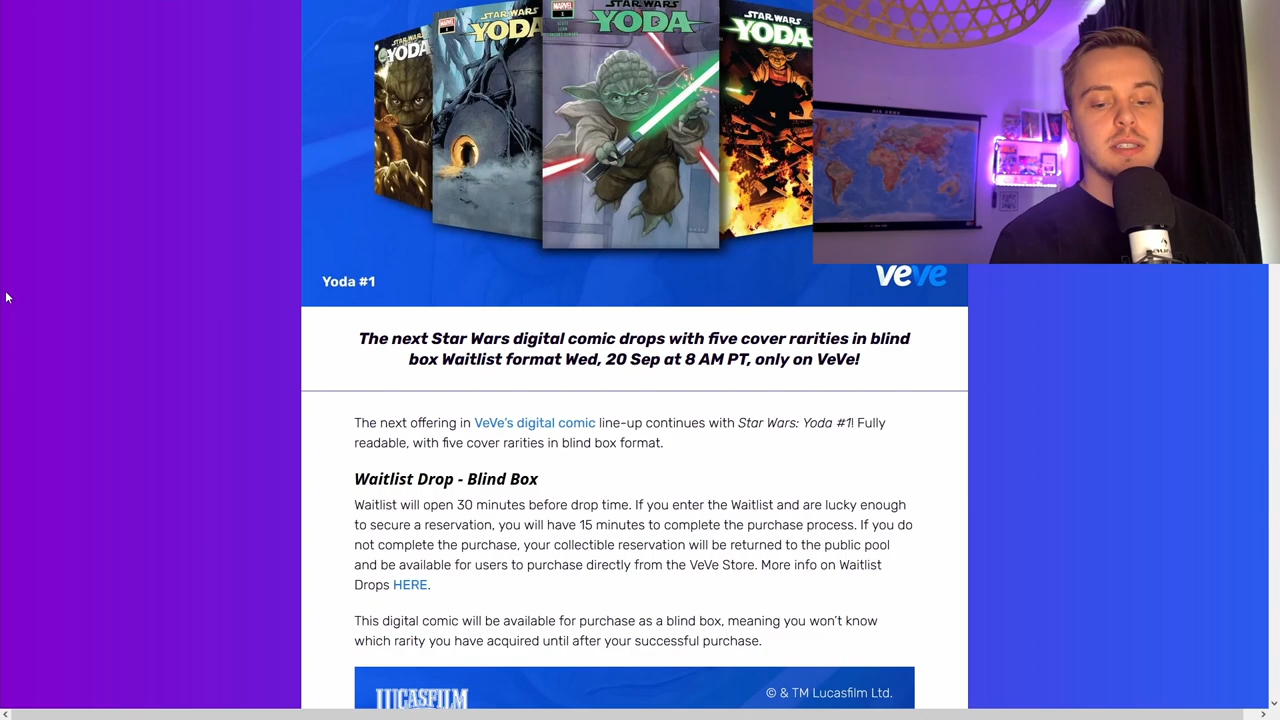 STAR WARS
YODA
MARVEL
1
STAR WARS
YODA
MARVEL
1
STAR WARS
YODA
STAR WARS
YODA
Yoda #1
veve
The next Star Wars digital comic drops with five cover rarities in blind
box Waitlist format Wed, 20 Sep at 8 AM PT, only on VeVe!
The next offering in VeVe's digital comic line-up continues with Star Wars: Yoda #1! Fully
readable, with five cover rarities in blind box format.
Waitlist Drop - Blind Box
Waitlist will open 30 minutes before drop time. If you enter the Waitlist and are lucky enough
to secure a reservation, you will have 15 minutes to complete the purchase process. If you do
not complete the purchase, your collectible reservation will be returned to the public pool
and be available for users to purchase directly from the VeVe Store. More info on Waitlist
Drops HERE.
This digital comic will be available for purchase as a blind box, meaning you won't know
which rarity you have acquired until after your successful purchase.
LUCASFILM
© & TM Lucasfilm Ltd.